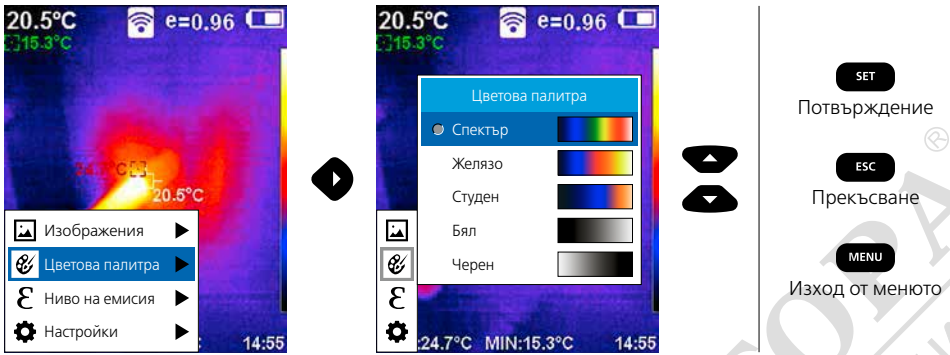 20.5°C e=0.96
15.3°C
24.7°C
20.5°C
Изображения
Цветова палитра
Ниво на емисия
Настройки
14:55
20.5°C e=0.96
15.3°C
Цветова палитра
Спектър
Желязо
Студен
Бял
Черен
:24.7°C MIN:15.3°C 14:55
SET
Потвърждение
ESC
Прекъсване
MENU
Изход от менюто